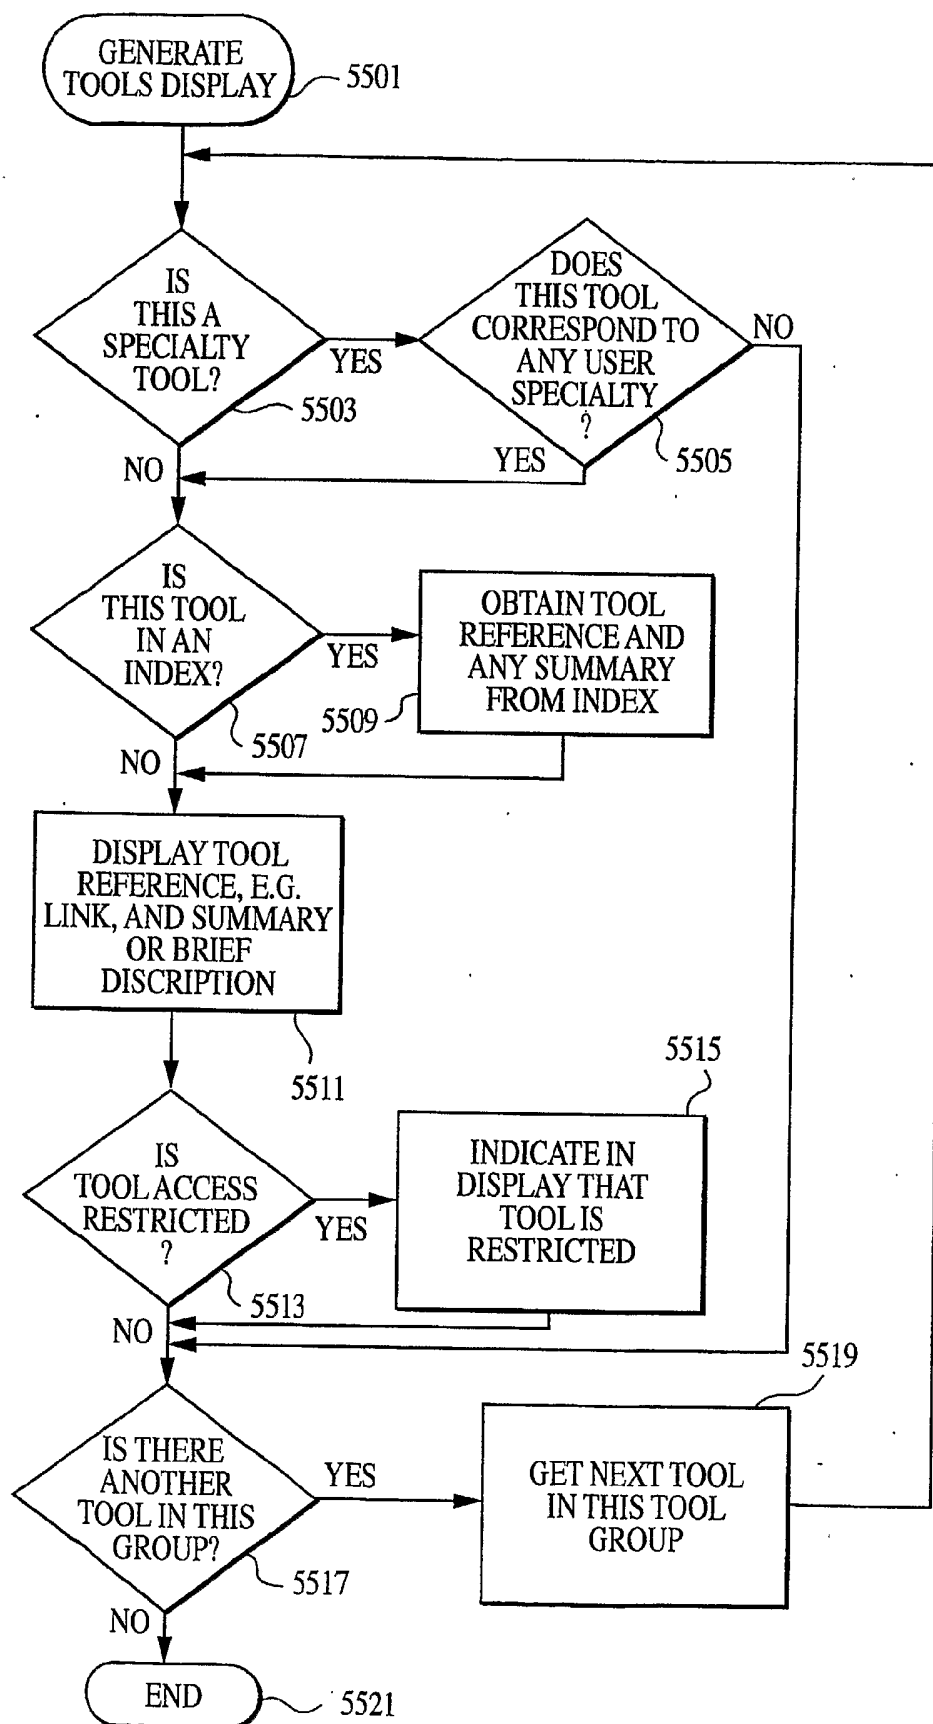 GENERATE
TOOLS DISPLAY
5501
IS
THIS A
SPECIALTY
TOOL?
YES
5503
NO
DOES
THIS TOOL
CORRESPOND TO
ANY USER
SPECIALTY
?
NO
YES
5505
IS
THIS TOOL
IN AN
INDEX?
YES
5507
NO
OBTAIN TOOL
REFERENCE AND
ANY SUMMARY
FROM INDEX
5509
DISPLAY TOOL
REFERENCE, E.G.
LINK, AND SUMMARY
OR BRIEF
DISCRIPTION
5511
IS
TOOL ACCESS
RESTRICTED
?
YES
5513
NO
5515
INDICATE IN
DISPLAY THAT
TOOL IS
RESTRICTED
IS THERE
ANOTHER
TOOL IN THIS
GROUP?
YES
5517
NO
5519
GET NEXT TOOL
IN THIS TOOL
GROUP
END
5521